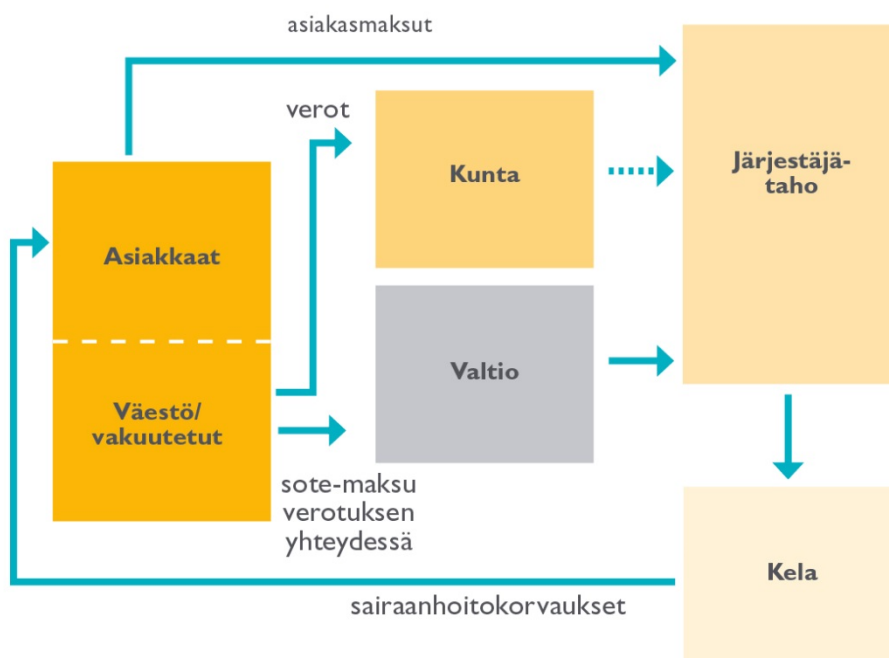 asiakasmaksut
verot
Kunta
Järjestäjä-
taho
Asiakkaat
Valtio
Väestö/
vakuutetut
sote-maksu
verotuksen
yhteydessä
Kela
sairaanhoitokorvaukset